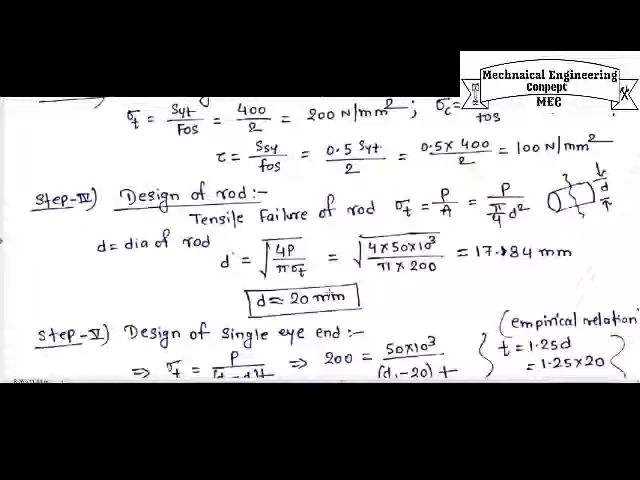 Mechnaical Engineering
Conpept
MEC
σt = Syt/Fos = 400/2 = 200 N/mm²; σc =
fos
τ = Ssy/fos = 0.5 Syt/2 = 0.5 × 400/2 = 100 N/mm²
Step-IV) Design of rod:-
Tensile Failure of rod σt = P/A = P/(π/4 d²)
d
d = dia of rod
d = √(4P/πσt) = √(4×50×10³/π×200) = 17.84 mm
d = 20 mm
Step-V) Design of single eye end :-
(empirical relation
⇒ σt = P/ ⇒ 200 = 50×10³/(d1-20) t
t = 1.25d
= 1.25×20